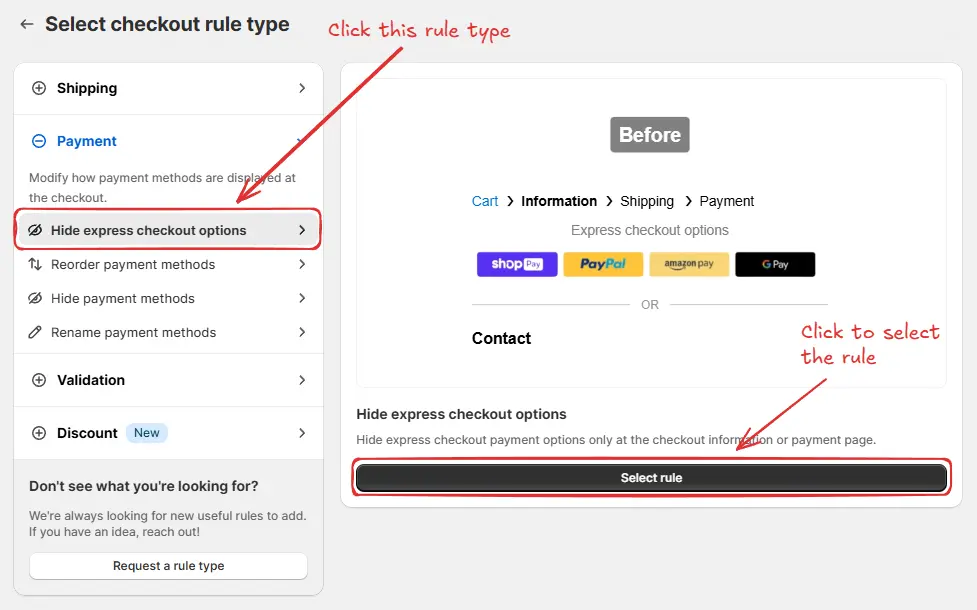 Select checkout rule type
Click this rule type
Shipping
Payment
Modify how payment methods are displayed at
the checkout.
Hide express checkout options
Reorder payment methods
Hide payment methods
Rename payment methods
Validation
Discount New
Don't see what you're looking for?
We're always looking for new useful rules to add.
If you have an idea, reach out!
Request a rule type
Before
Cart Information Shipping Payment
Express checkout options
shop Pay PayPal amazon pay G Pay
OR
Contact
Click to select
the rule
Hide express checkout options
Hide express checkout payment options only at the checkout information or payment page.
Select rule